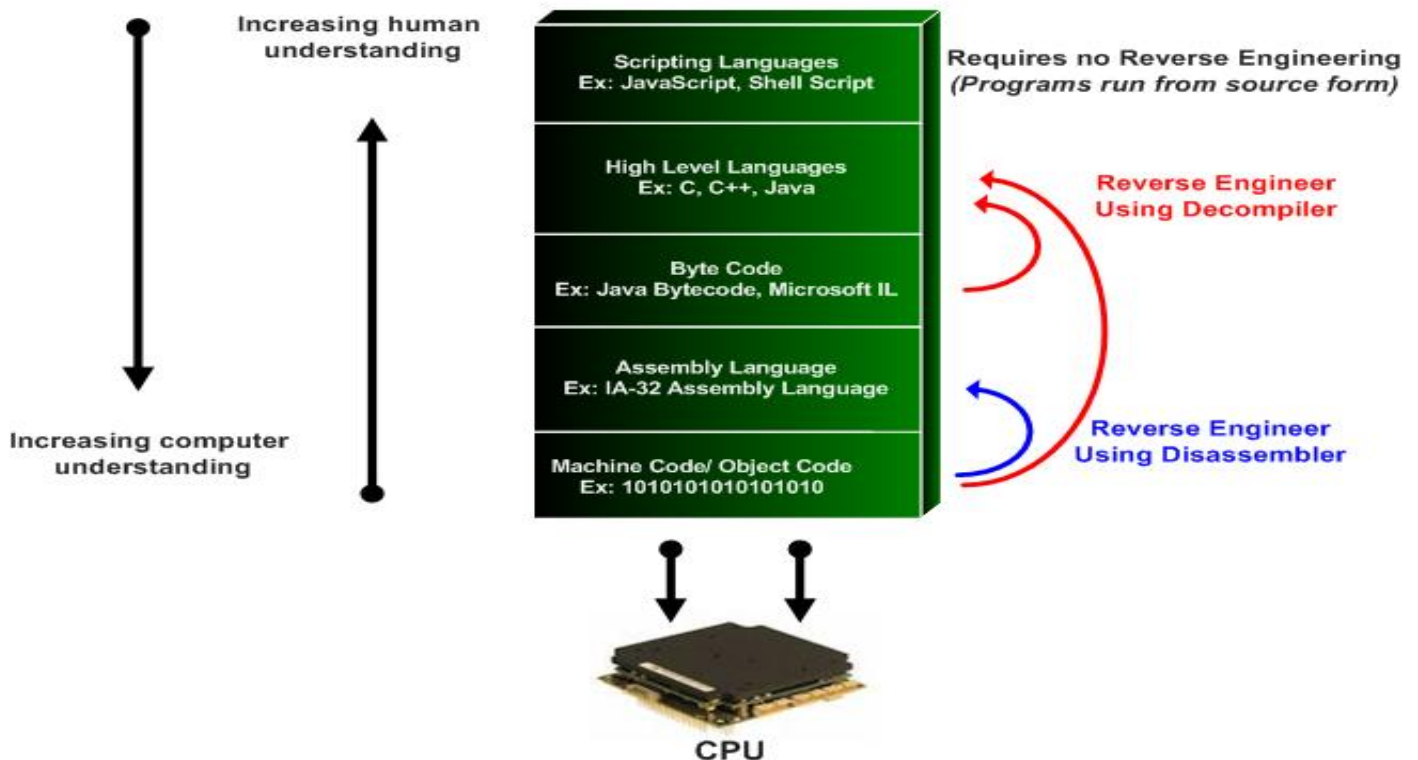 Increasing human
understanding
Scripting Languages
Ex: JavaScript, Shell Script
Requires no Reverse Engineering
(Programs run from source form)
High Level Languages
Ex: C, C++, Java
Reverse Engineer
Using Decompiler
Byte Code
Ex: Java Bytecode, Microsoft IL
Assembly Language
Ex: IA-32 Assembly Language
Increasing computer
understanding
Reverse Engineer
Using Disassembler
Machine Code/ Object Code
Ex: 1010101010101010
CPU